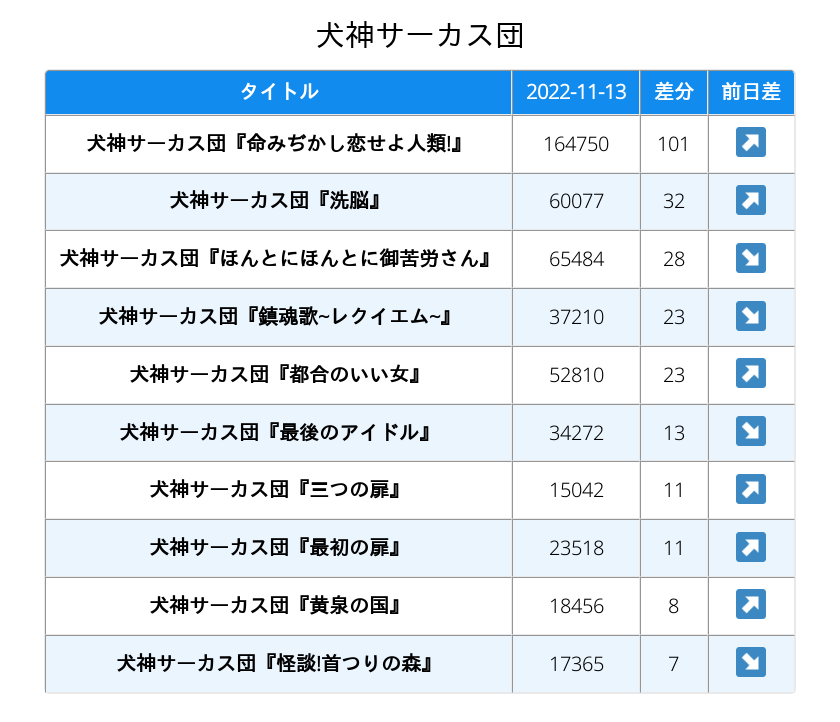 犬神サーカス団
タイトル 2022-11-13 差分 前日差
犬神サーカス団『命みぢかし恋せよ人類!』 164750 101 ↗
犬神サーカス団『洗脳』 60077 32 ↗
犬神サーカス団『ほんとにほんとに御苦労さん』 65484 28 ↘
犬神サーカス団『鎮魂歌~レクイエム~』 37210 23 ↘
犬神サーカス団『都合のいい女』 52810 23 ↗
犬神サーカス団『最後のアイドル』 34272 13 ↘
犬神サーカス団『三つの扉』 15042 11 ↗
犬神サーカス団『最初の扉』 23518 11 ↗
犬神サーカス団『黄泉の国』 18456 8 ↗
犬神サーカス団『怪談!首つりの森』 17365 7 ↘